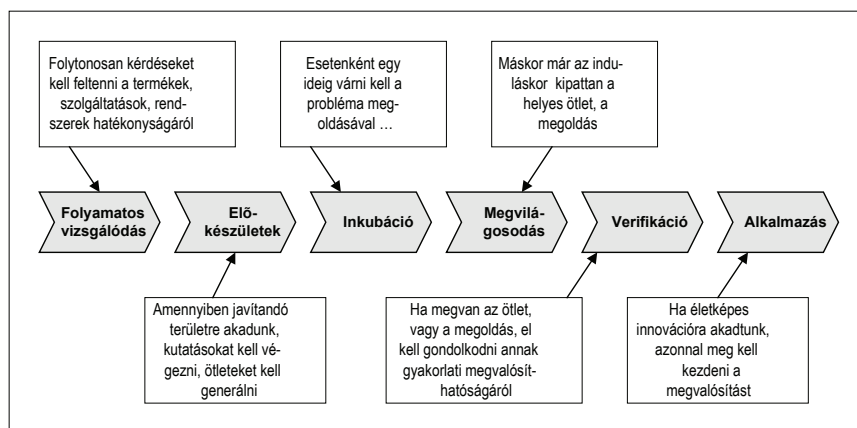 Folytonosan kérdéseket
kell feltenni a termékek,
szolgáltatások, rend-
szerek hatékonyságáról
Esetenként egy
ideig várni kell a
probléma meg-
oldásával ...
Máskor már az indu-
láskor kipattan a
helyes ötlet, a
megoldás
Folyamatos
vizsgálódás
Elõ-
készületek
Inkubáció
Megvilá-
gosodás
Verifikáció
Alkalmazás
Amennyiben javítandó
területre akadunk,
kutatásokat kell vé-
gezni, ötleteket kell
generálni
Ha megvan az ötlet,
vagy a megoldás, el
kell gondolkodni annak
gyakorlati megvalósít-
hatóságáról
Ha életképes
innovációra akadtunk,
azonnal meg kell
kezdeni a
megvalósítást